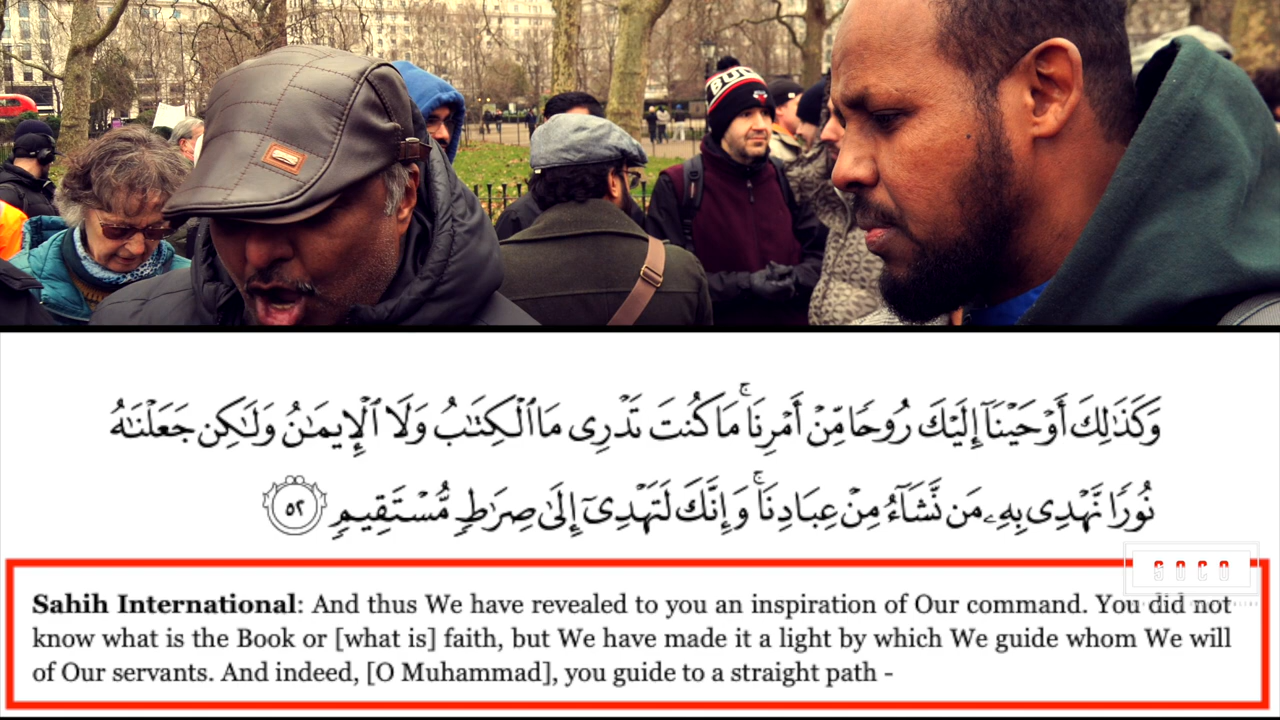 BU
وَكَذَٰلِكَ أَوْحَيْنَآ إِلَيْكَ رُوحًا مِّنْ أَمْرِنَا ۚ مَا كُنتَ تَدْرِى مَا ٱلْكِتَٰبُ وَلَا ٱلْإِيمَٰنُ وَلَٰكِن جَعَلْنَٰهُ
نُورًا نَّهْدِى بِهِۦ مَن نَّشَآءُ مِنْ عِبَادِنَا ۚ وَإِنَّكَ لَتَهْدِىٓ إِلَىٰ صِرَٰطٍ مُّسْتَقِيمٍ ٥٢
SOCO
Sahih International: And thus We have revealed to you an inspiration of Our command. You did not
know what is the Book or [what is] faith, but We have made it a light by which We guide whom We will
of Our servants. And indeed, [O Muhammad], you guide to a straight path -